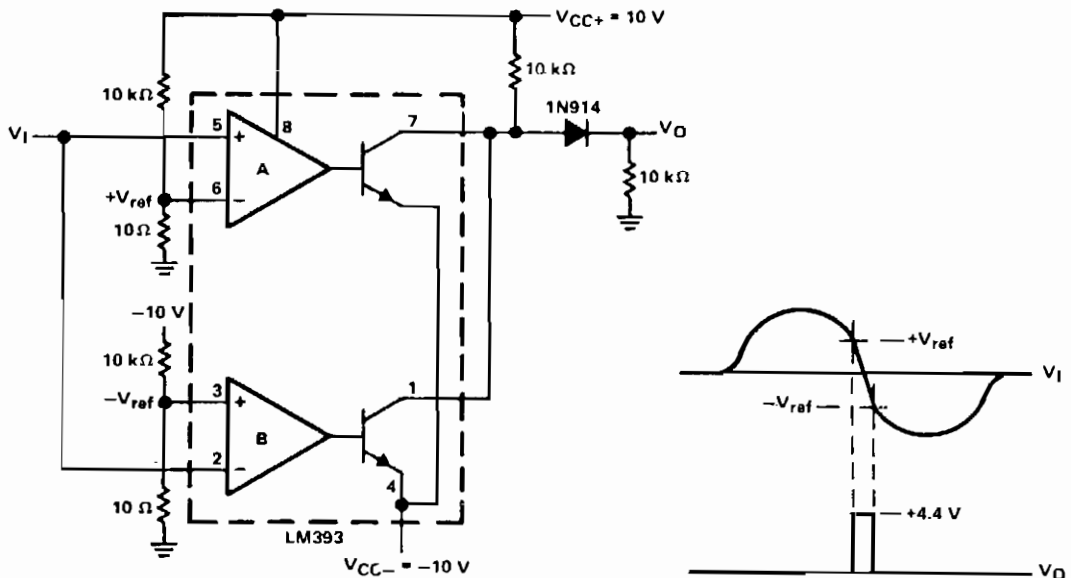 VCC+ = 10 V
10 kΩ
10 kΩ
1N914
VI
5
+
8
A
7
VO
6
−
+Vref
10 kΩ
10 Ω
−10 V
10 kΩ
3
+
−Vref
B
1
2
−
4
10 Ω
LM393
VCC− = −10 V
+Vref
VI
−Vref
+4.4 V
VO